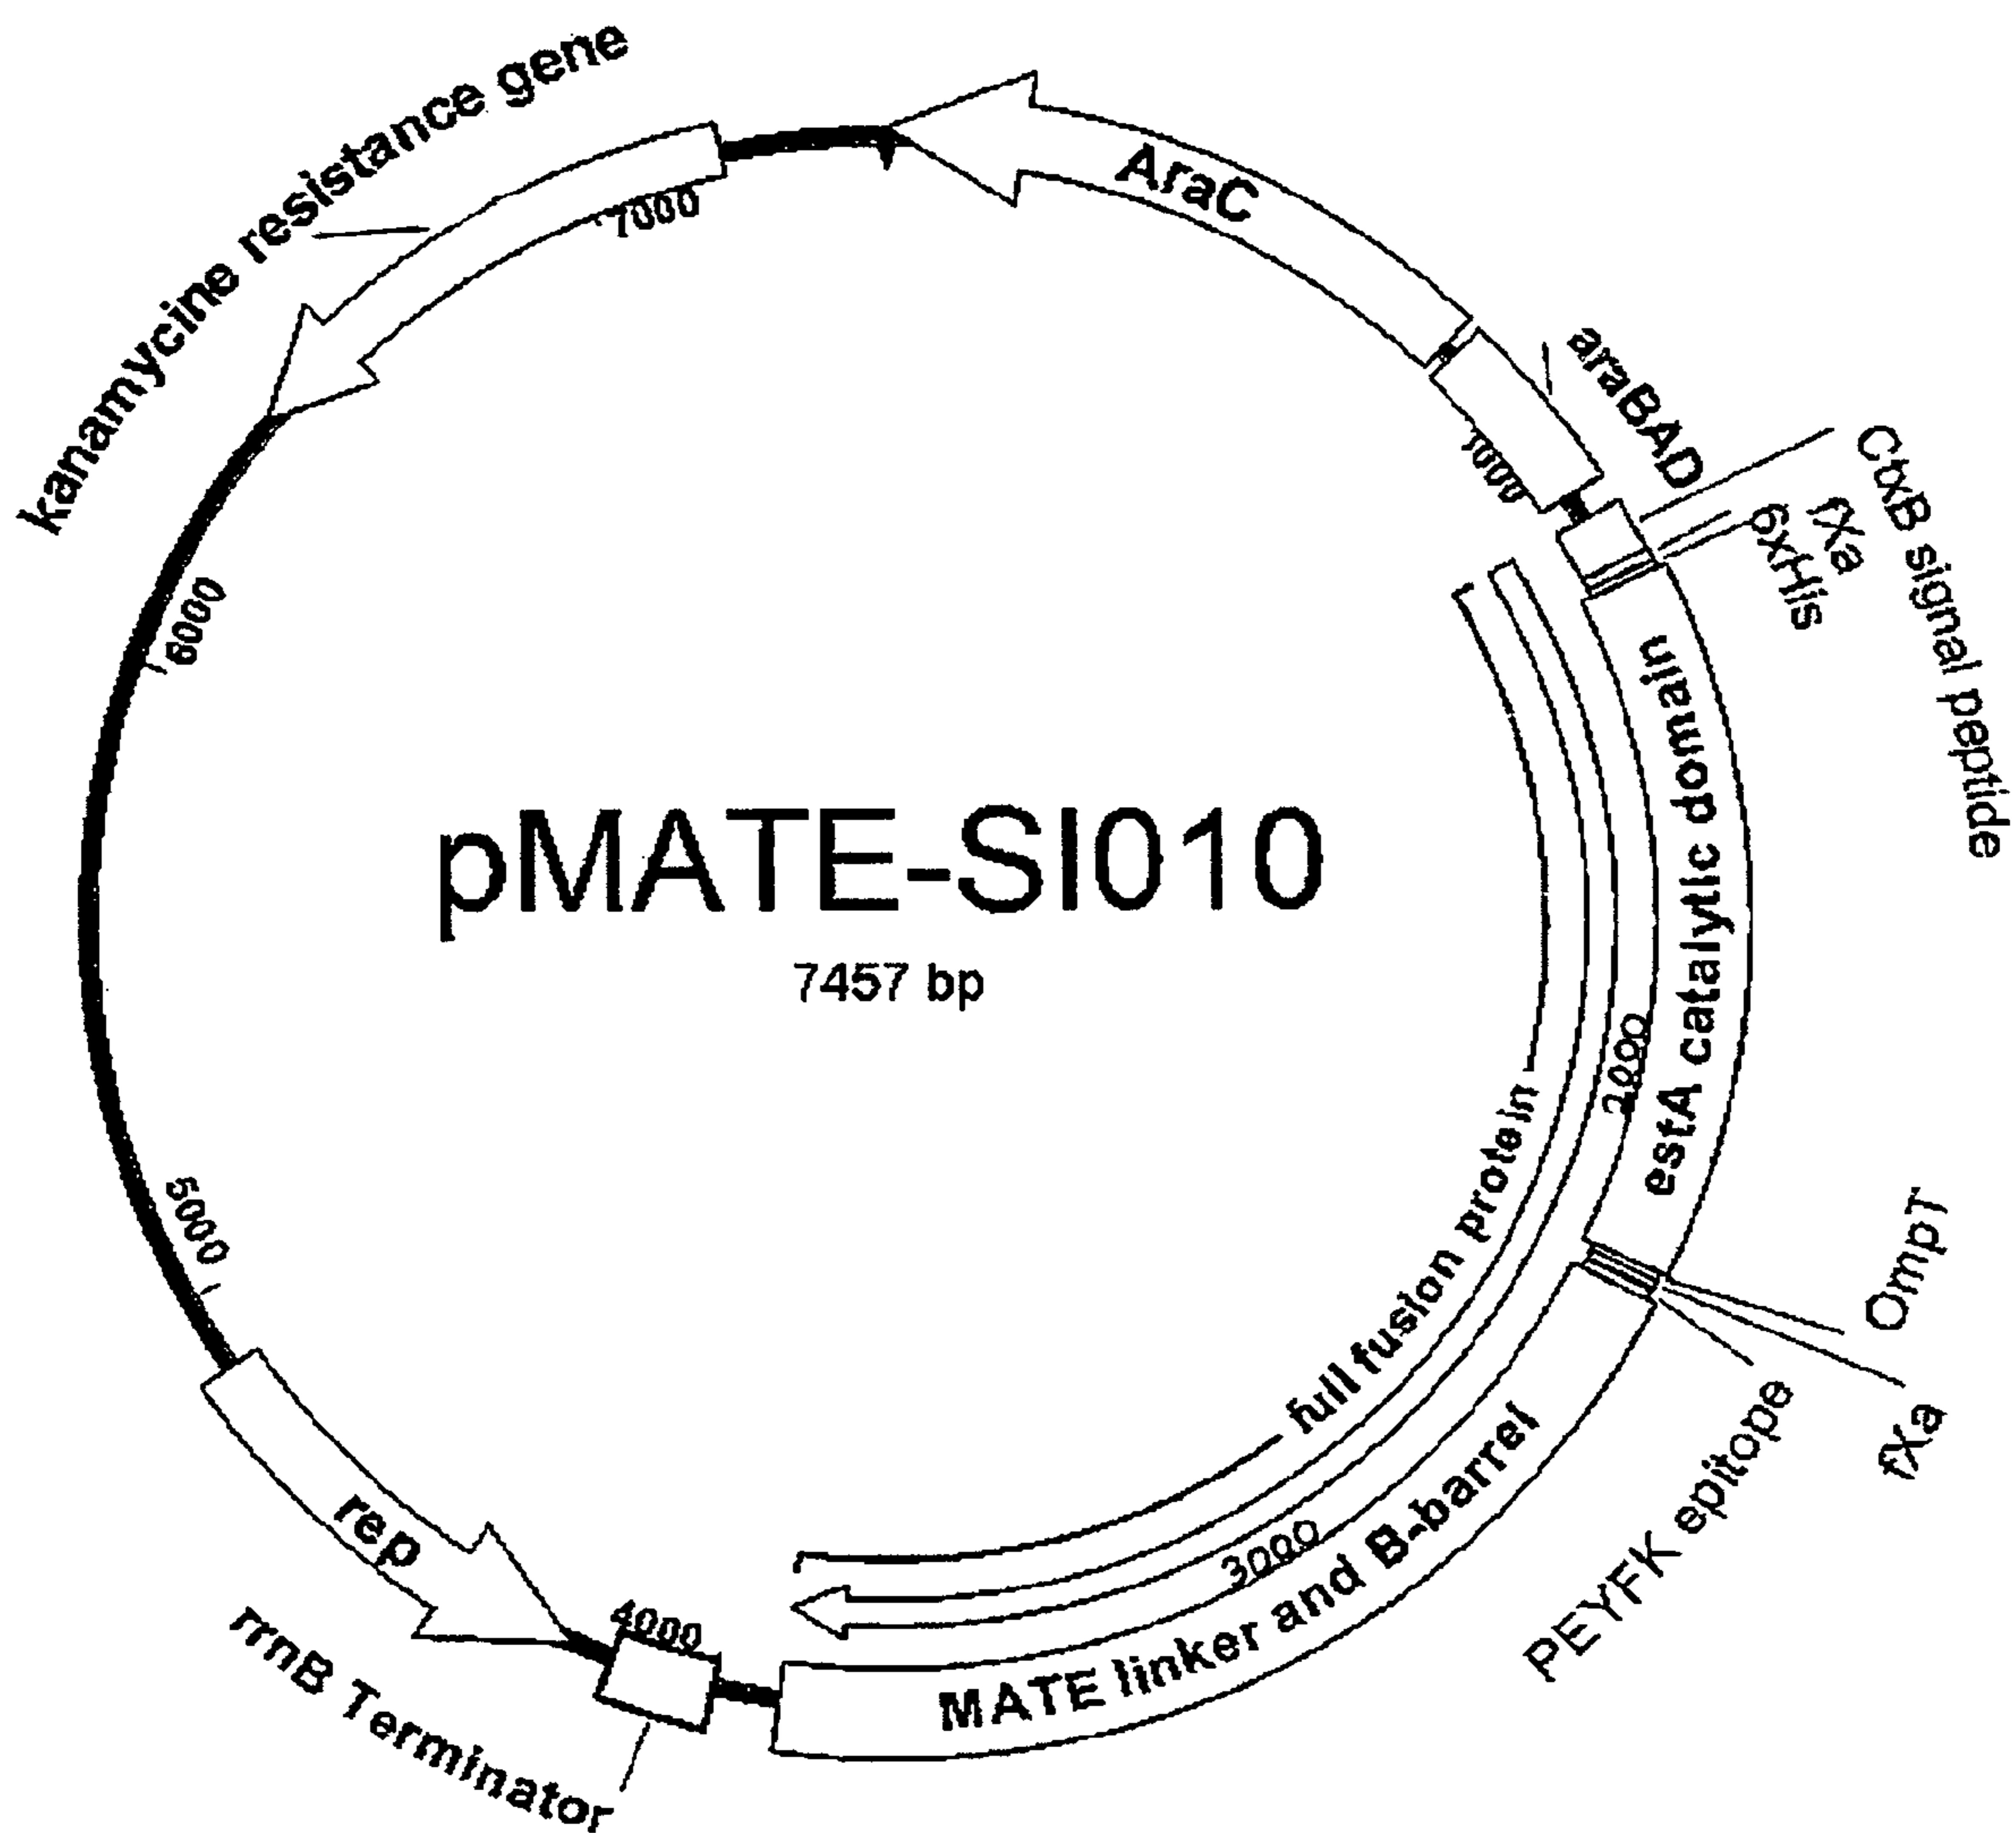 pMATE-SI010
7457 bp
AraC
araBAD
1000
CtxB signal peptide
fXa
6xHis
estA catalytic domain
2000
OmpT
fXa
PEYFK epitope
full fusion protein
MATE linker and B-barrel
3000
4000
rrnB Terminator
rep
5000
6000
Kanamycine resistance gene
7000